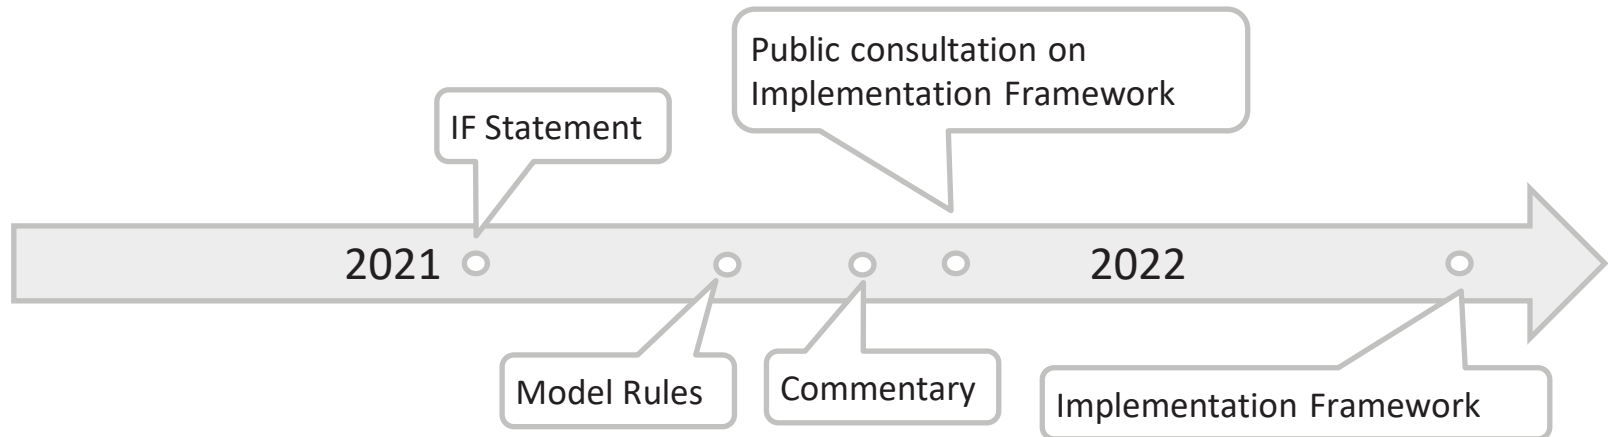 Public consultation on
Implementation Framework
IF Statement
2021
2022
Model Rules
Commentary
Implementation Framework